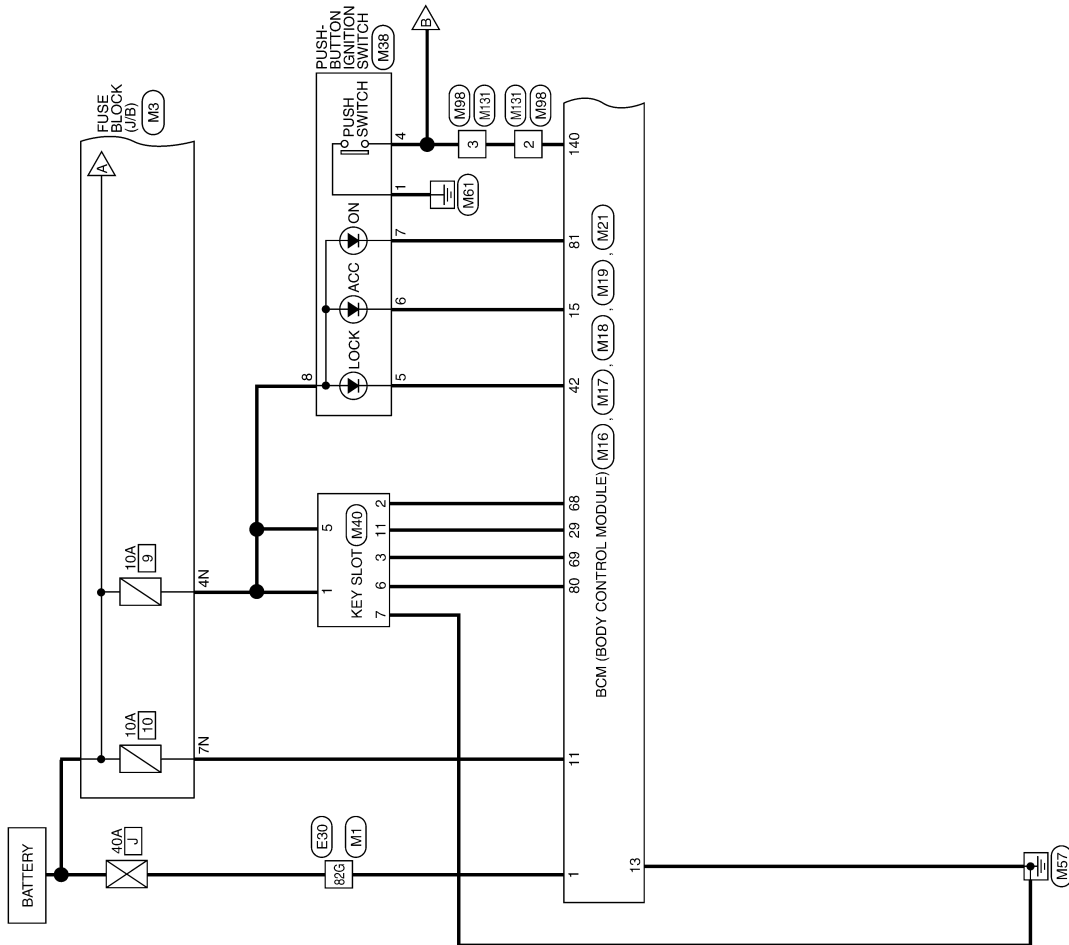 BATTERY
40A
J
E30
M1
82G
1
10A
10
7N
11
10A
9
4N
A
FUSE
BLOCK
(J/B)
M3
1
5
KEY SLOT
M40
7
6
3
11
2
80
69
29
68
8
LOCK
ACC
ON
5
6
7
42
15
81
PUSH-
BUTTON
IGNITION
SWITCH
M38
PUSH
SWITCH
1
4
M61
B
3
M98
M131
2
M131
M98
140
BCM (BODY CONTROL MODULE) M16 , M17 , M18 , M19 , M21
13
M57